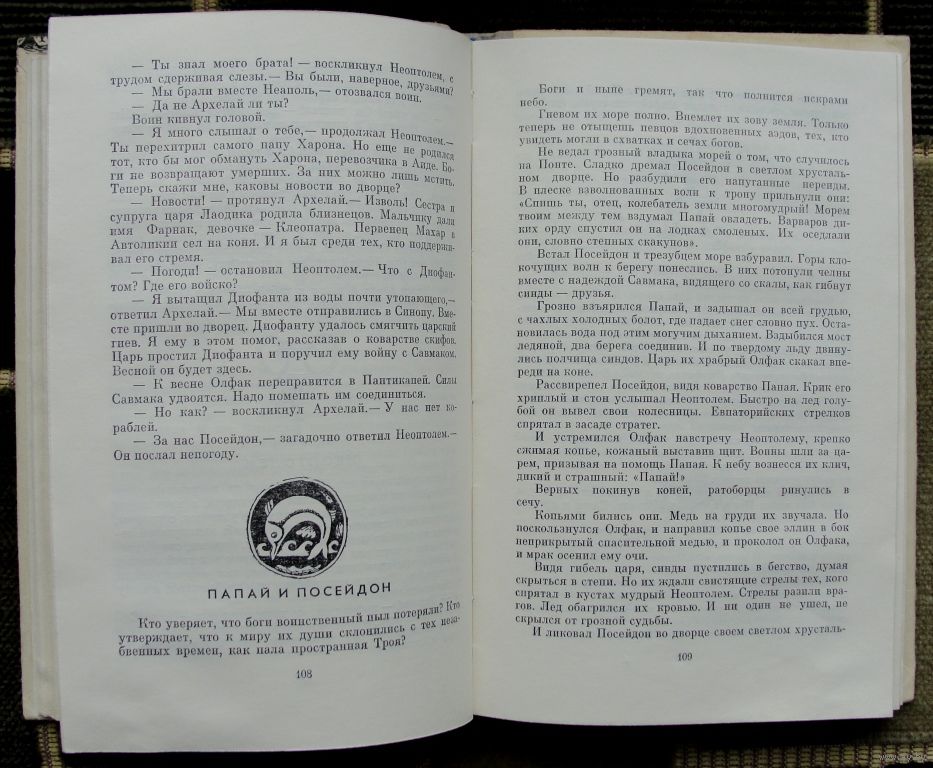 — Ты знал моего брата! — воскликнул Неоптолем, с
трудом сдерживая слезы.— Вы были, наверное, друзьями?
— Мы брали вместе Неаполь,— отозвался воин.
— Да не Архелай ли ты?
Воин кивнул головой.
— Я много слышал о тебе,— продолжал Неоптолем.—
Ты перехитрил самого папу Харона. Но еще не родился
тот, кто бы мог обмануть Харона, перевозчика в Аиде. Бо-
ги не возвращают умерших. За них можно лишь мстить.
Теперь скажи мне, каковы новости во дворце?
— Новости! — протянул Архелай.— Изволь! Сестра и
супруга царя Лаодика родила близнецов. Мальчику дали
имя Фарнак, девочке — Клеопатра. Первенец Махар в
Автоликии сел на коня. И я был среди тех, кто поддержи-
вал его стремя.
— Погоди! — остановил Неоптолем.— Что с Диофан-
том? Где его войско?
— Я вытащил Диофанта из воды почти утопающего,—
ответил Архелай.— Мы вместе отправились в Синопу. Вме-
сте пришли во дворец. Диофанту удалось смягчить царский
гнев. Я ему в этом помог, рассказав о коварстве скифов.
Царь простил Диофанта и поручил ему войну с Савмаком.
Весной он будет здесь.
— К весне Олфак переправится в Пантикапей. Силы
Савмака удвоятся. Надо помешать им соединиться.
— Но как? — воскликнул Архелай.— У нас нет ко-
раблей.
— За нас Посейдон,— загадочно ответил Неоптолем.—
Он послал непогоду.
ПАПАЙ И ПОСЕЙДОН
Кто уверяет, что боги воинственный пыл потеряли? Кто
утверждает, что к миру их души склонились с тех неза-
бвенных времен, как пала пространная Троя?
108
Боги и ныне гремят, так что полнится искрами
небо.
Гневом их море полно. Внемлет их зову земля. Только
теперь не отыщешь певцов вдохновенных аэдов, тех, кто
увидеть могли в схватках и сечах богов.
Не ведал грозный владыка морей о том, что случилось
на Понте. Сладко дремал Посейдон в светлом хрусталь-
ном дворце. Но разбудили его напуганные нереиды.
В плеске взволнованных волн к трону прильнули они:
«Спишь ты, отец, колебатель земли многомудрый! Морем
твоим между тем вздумал Папай овладеть. Варваров ди-
ких орду спустил он на лодках смоленых. Их оседлали
они, словно степных скакунов».
Встал Посейдон и трезубцем море взбуравил. Горы кло-
кочущих волн к берегу понеслись. В них потонули челны
вместе с надеждой Савмака, видящего со скалы, как гибнут
синды — друзья.
Грозно взъярился Папай, и задышал он всей грудью,
с чахлых холодных болот, где падает снег словно пух. Оста-
новилась вода под этим могучим дыханием. Вздыбился мост
ледяной, два берега соединив. И по твердому льду двину-
лись полчища синдов. Царь их храбрый Олфак скакал впе-
реди на коне.
Рассвирепел Посейдон, видя коварство Папая. Крик его
хриплый и стон услышал Неоптолем. Быстро на лед голу-
бой он вывел свои колесницы. Евпаторийских стрелков
спрятал в засаде стратег.
И устремился Олфак навстречу Неоптолему, крепко
сжимая копье, кожаный выставив щит. Воины шли за ца-
рем, призывая на помощь Папая. К небу вознесся их клич,
дикий и страшный: «Папай!»
Верных покинув коней, ратоборцы ринулись в
сечу.
Копьями бились они. Медь на груди их звучала. Но
поскользнулся Олфак, и направил копье свое эллин в бок
неприкрытый спасительной медью, и проколол он Олфака,
и мрак осенил ему очи.
Видя гибель царя, синды пустились в бегство, думая
скрыться в степи. Но их ждали свистящие стрелы тех, кого
спрятал в кустах мудрый Неоптолем. Стрелы разили вра-
гов. Лед обагрился их кровью. И ни один не ушел, не
скрылся от грозной судьбы.
И ликовал Посейдон во дворце своем светлом хрусталь-
109